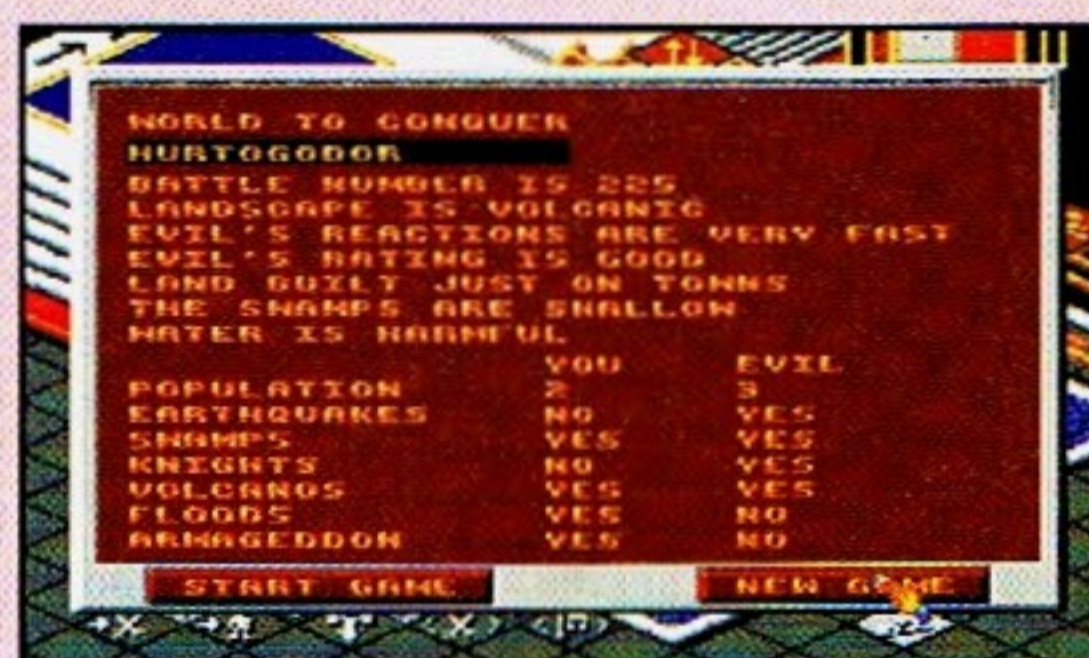 WORLD TO CONQUER
HURTOGODOR
BATTLE NUMBER IS 225
LANDSCAPE IS VOLCANIC
EVIL'S REACTIONS ARE VERY FAST
EVIL'S RATING IS GOOD
LAND BUILT JUST ON TOWNS
THE SWAMPS ARE SHALLOW
WATER IS HARMFUL
YOU EVIL
POPULATION 2 3
EARTHQUAKES NO YES
SWAMPS YES YES
KNIGHTS NO YES
VOLCANOS YES YES
FLOODS YES NO
ARMAGEDDON YES NO
START GAME NEW GAME